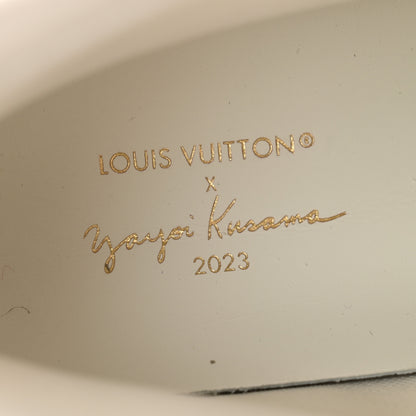 LOUIS VUITTON®
x
Yayoi Kusama
2023